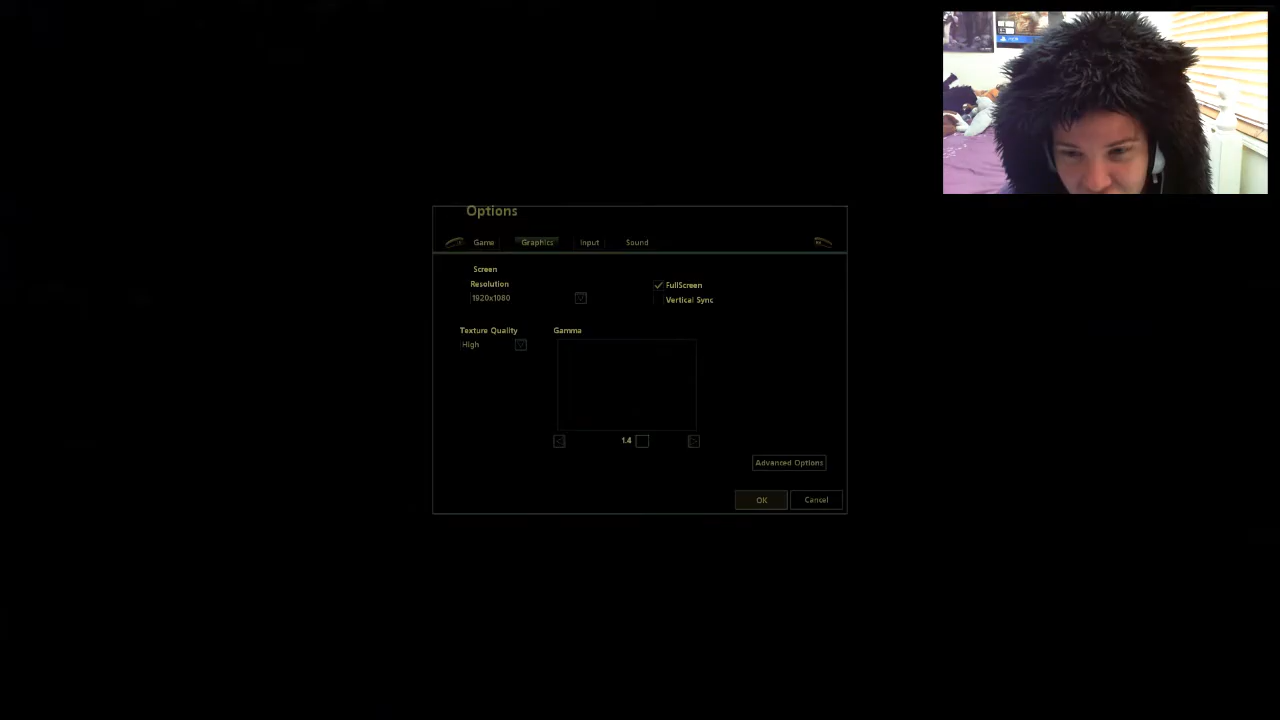 Options
Game
Graphics
Input
Sound
Screen
Resolution
1920x1080
FullScreen
Vertical Sync
Texture Quality
High
Gamma
1.4
Advanced Options
OK
Cancel